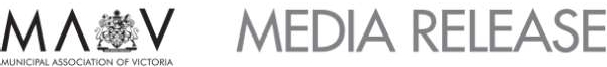 MAV MEDIA RELEASE
MUNICIPAL ASSOCIATION OF VICTORIA